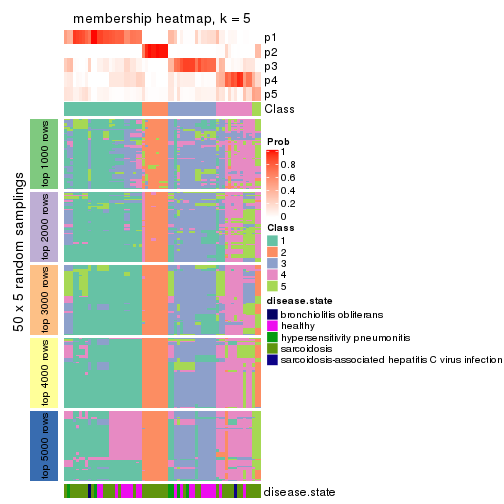 membership heatmap, k = 5
p1
p2
p3
p4
p5
Class
50 x 5 random samplings
top 1000 rows
top 2000 rows
top 3000 rows
top 4000 rows
top 5000 rows
disease.state
Prob
1
0.8
0.6
0.4
0.2
0
Class
1
2
3
4
5
disease.state
bronchiolitis obliterans
healthy
hypersensitivity pneumonitis
sarcoidosis
sarcoidosis-associated hepatitis C virus infection